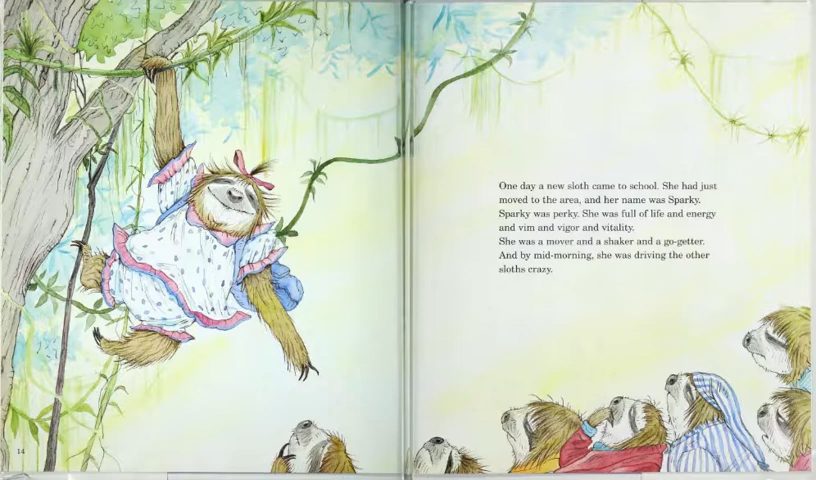 One day a new sloth came to school. She had just
moved to the area, and her name was Sparky.
Sparky was perky. She was full of life and energy
and vim and vigor and vitality.
She was a mover and a shaker and a go-getter.
And by mid-morning, she was driving the other
sloths crazy.
14